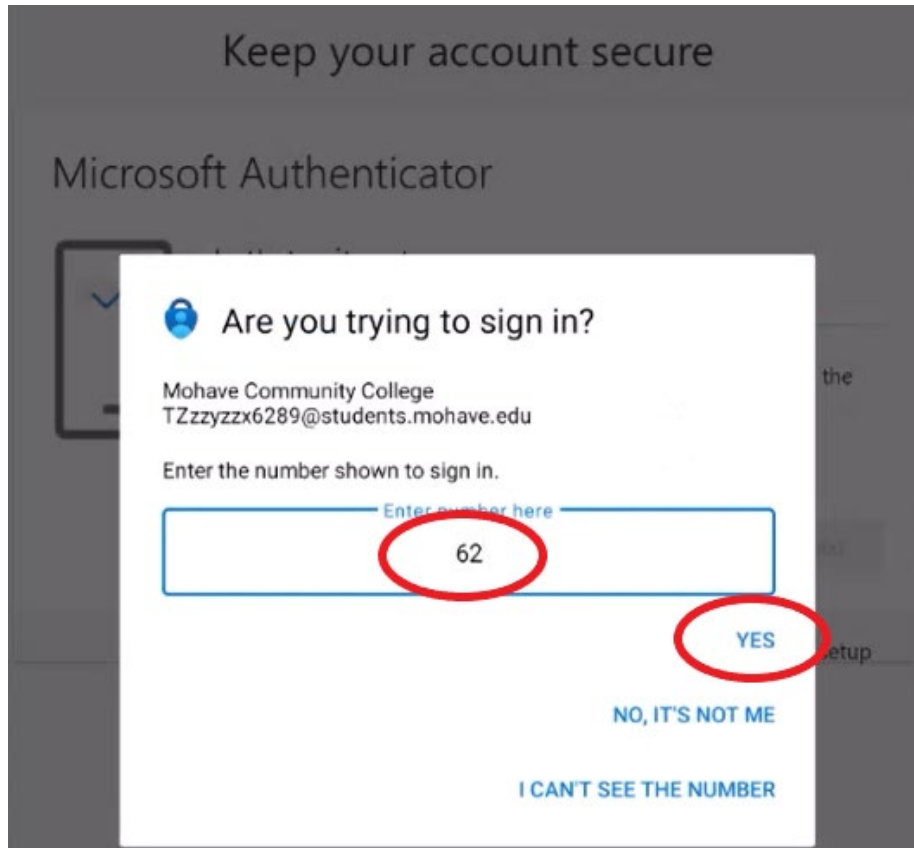 Keep your account secure
Microsoft Authenticator
Are you trying to sign in?
Mohave Community College
TZzzyzzx6289@students.mohave.edu
the
Enter the number shown to sign in.
Enter number here
62
YES
setup
NO, IT'S NOT ME
I CAN'T SEE THE NUMBER